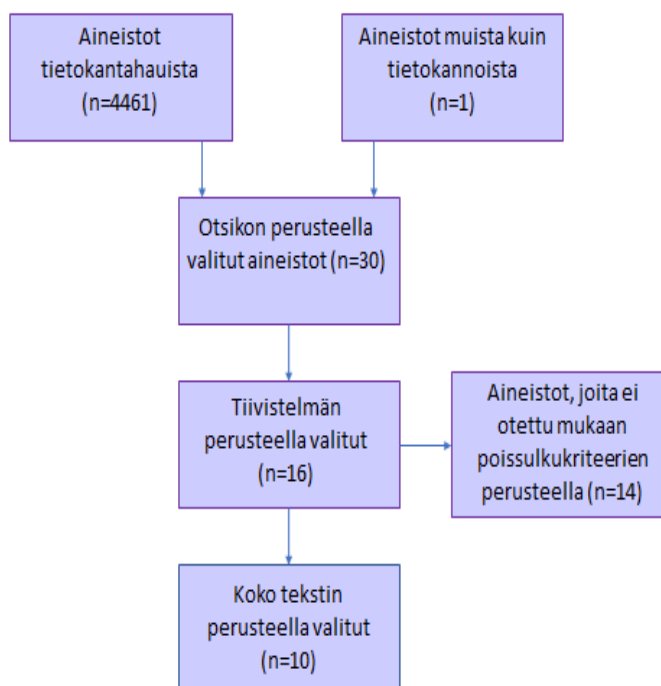 Aineistot
tietokantahauista
(n=4461)
Aineistot muista kuin
tietokannoista
(n=1)
Otsikon perusteella
valitut aineistot (n=30)
Tiivistelmän
perusteella valitut
(n=16)
Aineistot, joita ei
otettu mukaan
poissulkukriteerien
perusteella (n=14)
Koko tekstin
perusteella valitut
(n=10)